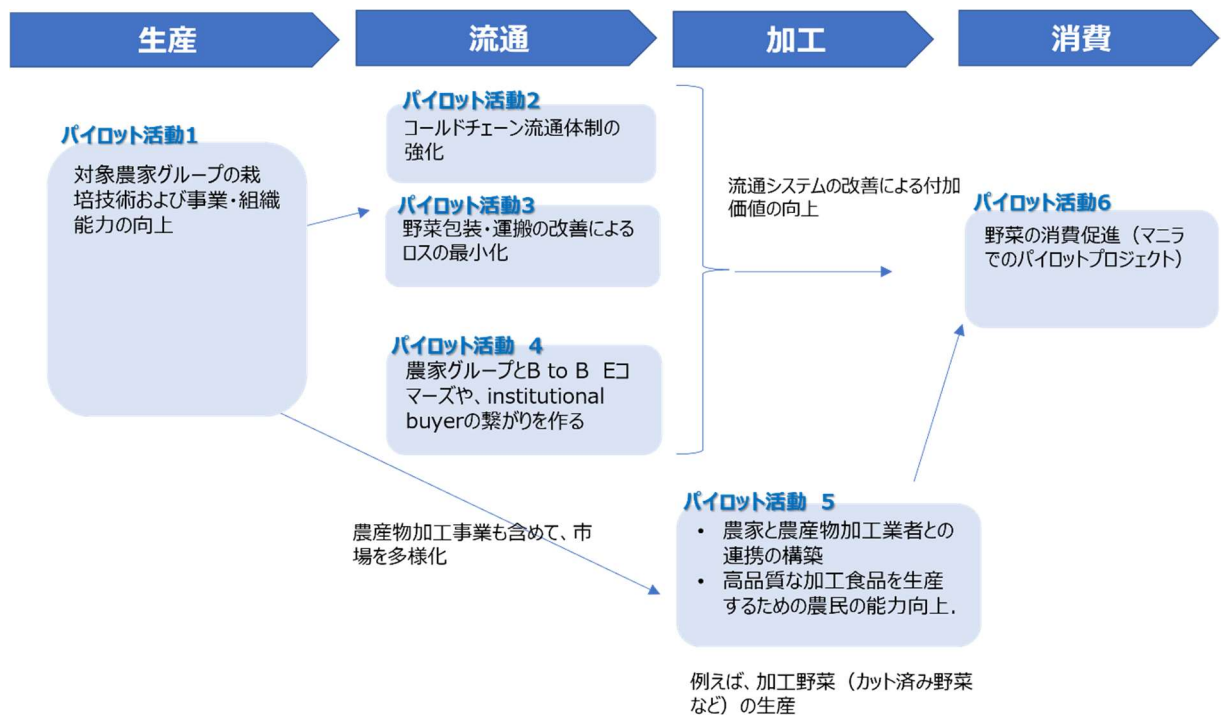 生産
流通
加工
消費
パイロット活動1
対象農家グループの栽
培技術および事業・組織
能力の向上
パイロット活動2
コールドチェーン流通体制の
強化
パイロット活動3
野菜包装・運搬の改善による
ロスの最小化
パイロット活動 4
農家グループとB to B Eコ
マーズや、institutional
buyerの繋がりを作る
流通システムの改善による付加
価値の向上
パイロット活動6
野菜の消費促進（マニラ
でのパイロットプロジェクト）
農産物加工事業も含めて、市
場を多様化
パイロット活動 5
• 農家と農産物加工業者との
連携の構築
• 高品質な加工食品を生産
するための農民の能力向上.
例えば、加工野菜（カット済み野菜
など）の生産